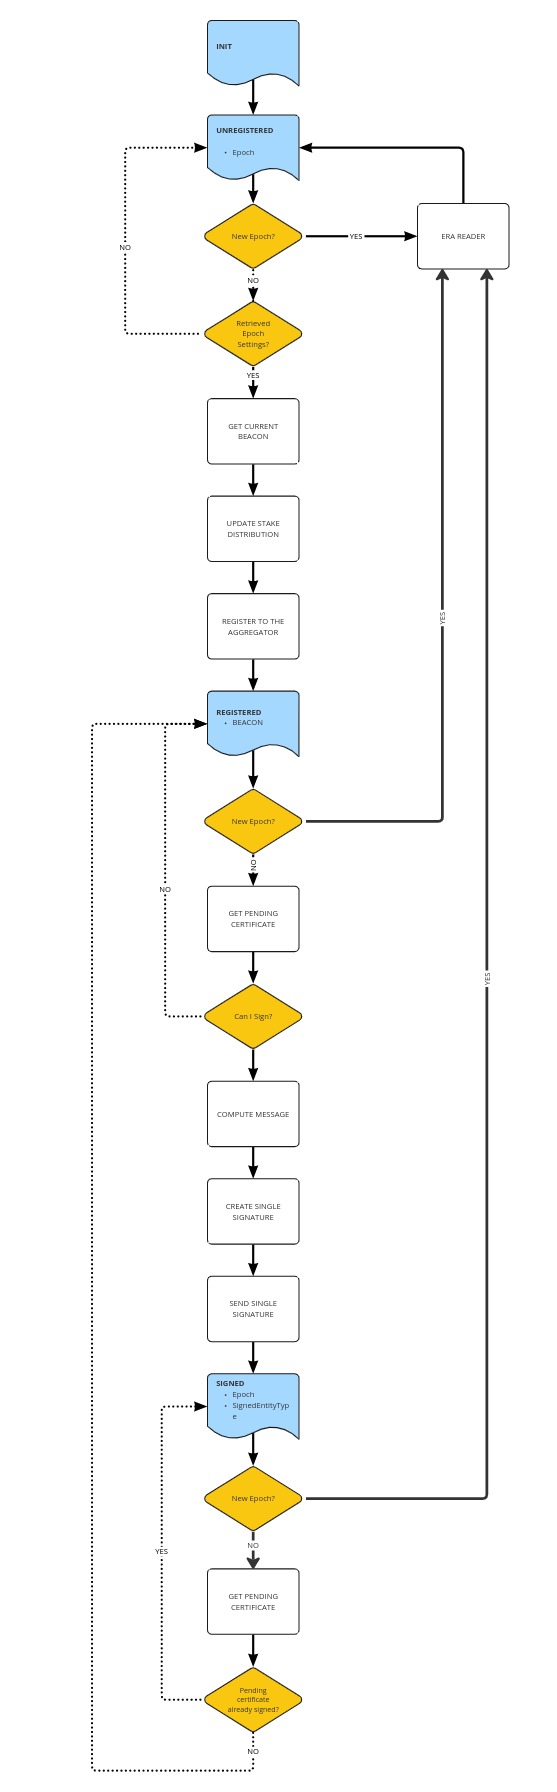 INIT
UNREGISTERED
• Epoch
New Epoch?
YES
ERA READER
NO
NO
Retrieved
Epoch
Settings?
YES
GET CURRENT
BEACON
UPDATE STAKE
DISTRIBUTION
REGISTER TO THE
AGGREGATOR
YES
REGISTERED
• BEACON
New Epoch?
NO
NO
GET PENDING
CERTIFICATE
YES
Can I Sign?
COMPUTE MESSAGE
CREATE SINGLE
SIGNATURE
SEND SINGLE
SIGNATURE
SIGNED
• Epoch
• SignedEntityTyp
e
New Epoch?
NO
YES
GET PENDING
CERTIFICATE
Pending
certificate
already signed?
NO